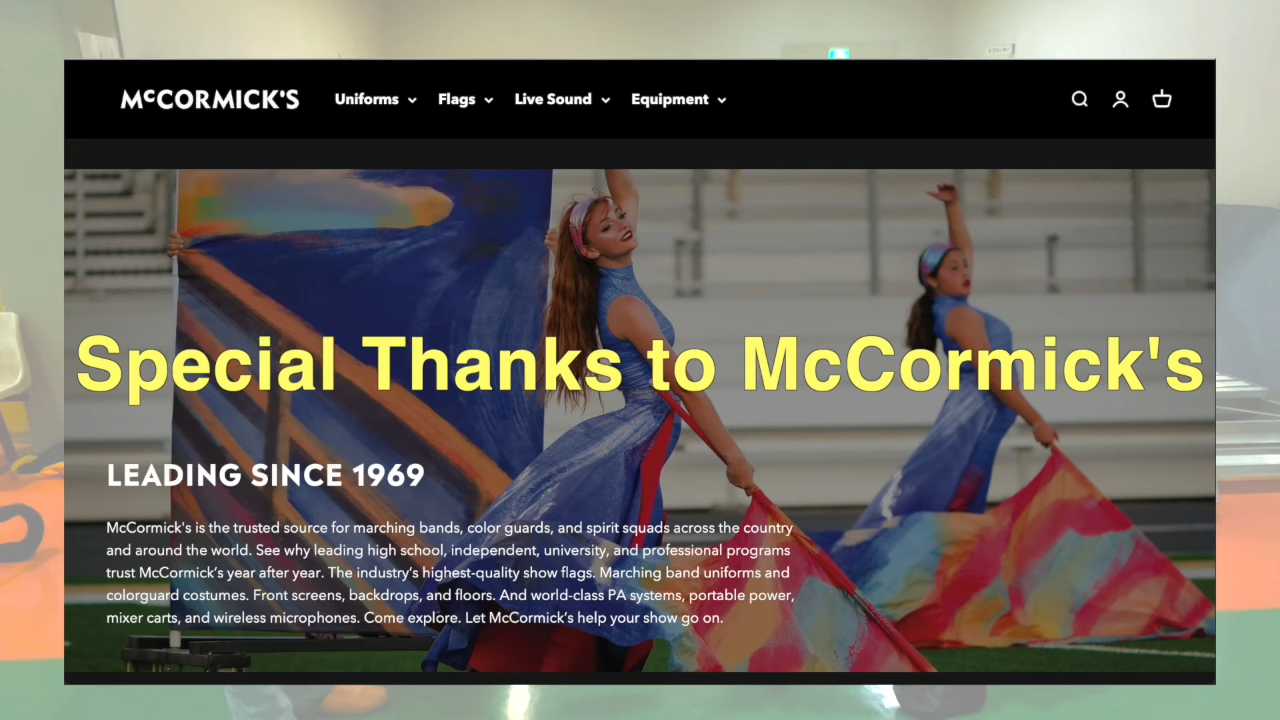 McCORMICK'S
Uniforms
Flags
Live Sound
Equipment
Special Thanks to McCormick's
LEADING SINCE 1969
McCormick's is the trusted source for marching bands, color guards, and spirit squads across the country
and around the world. See why leading high school, independent, university, and professional programs
trust McCormick’s year after year. The industry’s highest-quality show flags. Marching band uniforms and
colorguard costumes. Front screens, backdrops, and floors. And world-class PA systems, portable power,
mixer carts, and wireless microphones. Come explore. Let McCormick’s help your show go on.